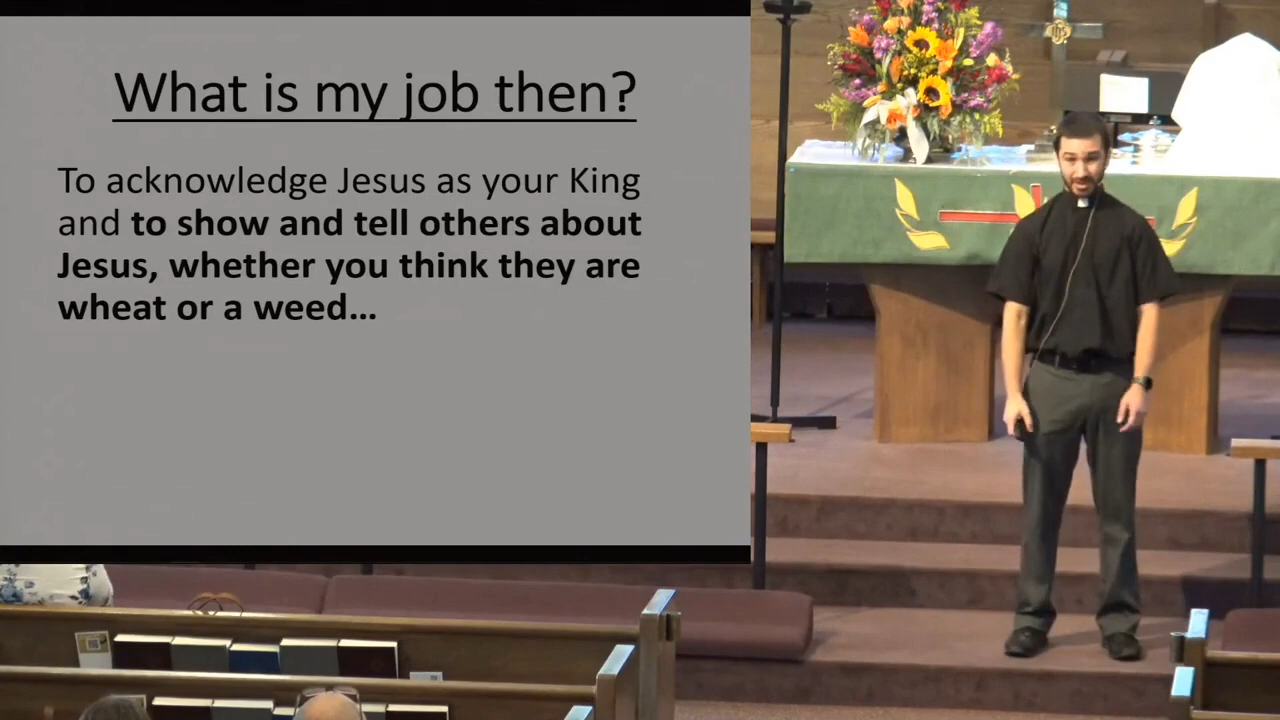 What is my job then?
To acknowledge Jesus as your King
and to show and tell others about
Jesus, whether you think they are
wheat or a weed...